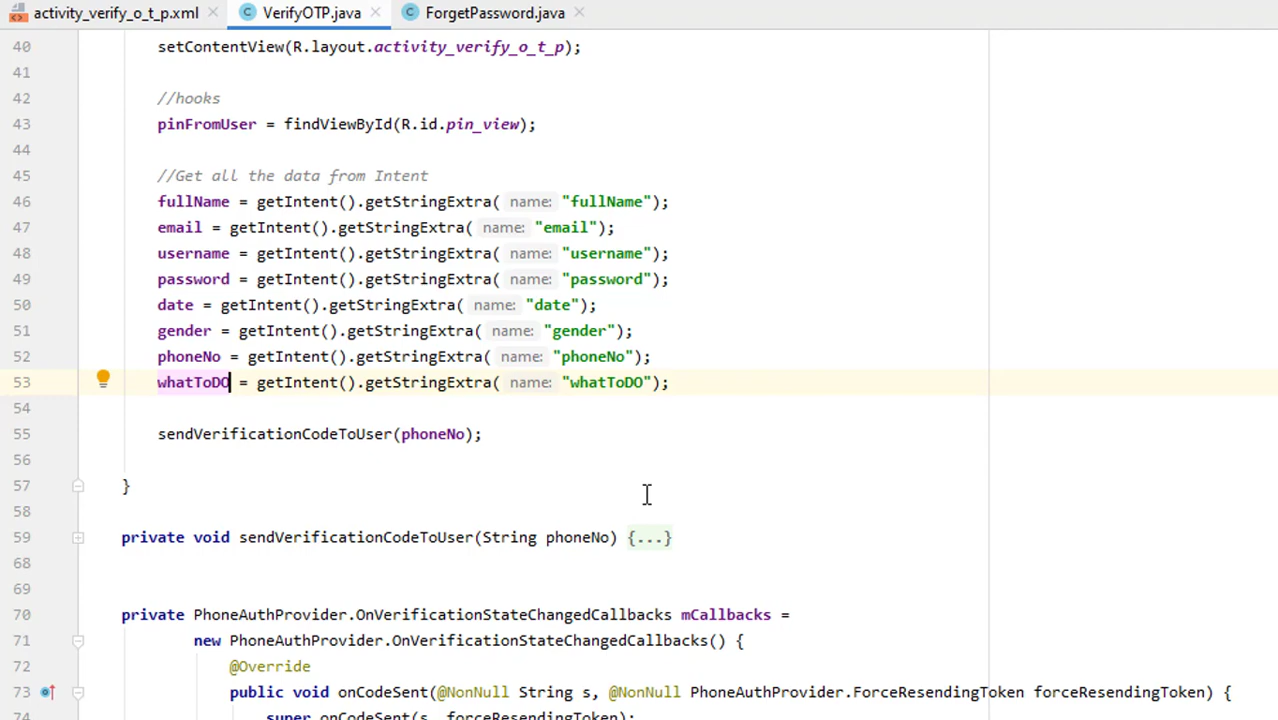 activity_verify_o_t_p.xml VerifyOTP.java ForgetPassword.java
40 setContentView(R.layout.activity_verify_o_t_p);
41
42 //hooks
43 pinFromUser = findViewById(R.id.pin_view);
44
45 //Get all the data from Intent
46 fullName = getIntent().getStringExtra( name: "fullName");
47 email = getIntent().getStringExtra( name: "email");
48 username = getIntent().getStringExtra( name: "username");
49 password = getIntent().getStringExtra( name: "password");
50 date = getIntent().getStringExtra( name: "date");
51 gender = getIntent().getStringExtra( name: "gender");
52 phoneNo = getIntent().getStringExtra( name: "phoneNo");
53 whatToDO = getIntent().getStringExtra( name: "whatToDO");
54
55 sendVerificationCodeToUser(phoneNo);
56
57 }
58
59 private void sendVerificationCodeToUser(String phoneNo) {...}
68
69
70 private PhoneAuthProvider.OnVerificationStateChangedCallbacks mCallbacks =
71 new PhoneAuthProvider.OnVerificationStateChangedCallbacks() {
72 @Override
73 public void onCodeSent(@NonNull String s, @NonNull PhoneAuthProvider.ForceResendingToken forceResendingToken) {
74 super.onCodeSent(s, forceResendingToken);